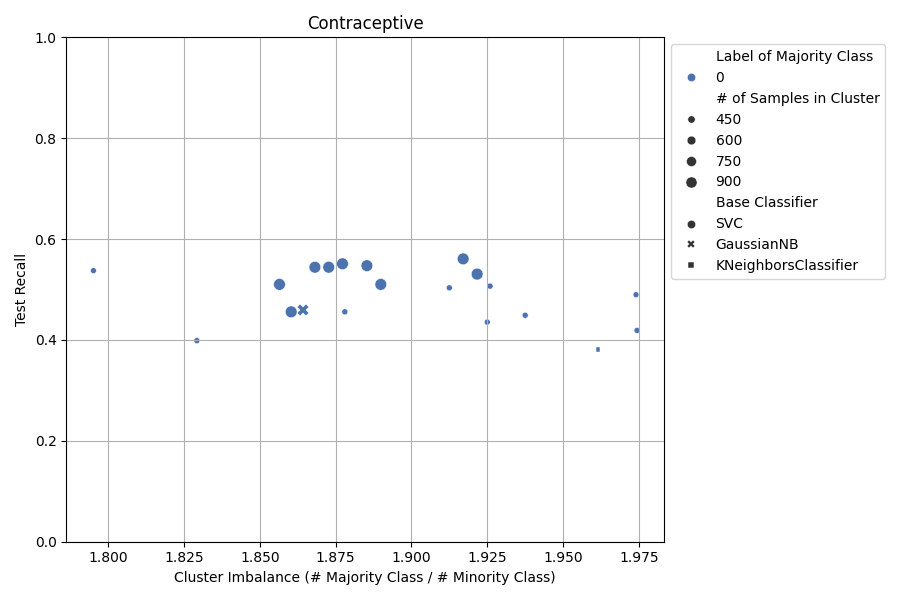 Contraceptive
1.0
0.8
0.6
0.4
0.2
0.0
Test Recall
1.800
1.825
1.850
1.875
1.900
1.925
1.950
1.975
Cluster Imbalance (# Majority Class / # Minority Class)
Label of Majority Class
0
# of Samples in Cluster
450
600
750
900
Base Classifier
SVC
GaussianNB
KNeighborsClassifier